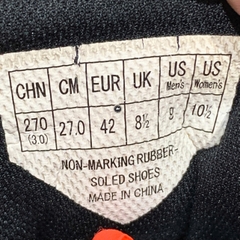 CHN CM EUR UK US Men's US Women's
270 (3.0) 27.0 42 8½ 9 10½
NON-MARKING RUBBER-
SOLED SHOES
MADE IN CHINA